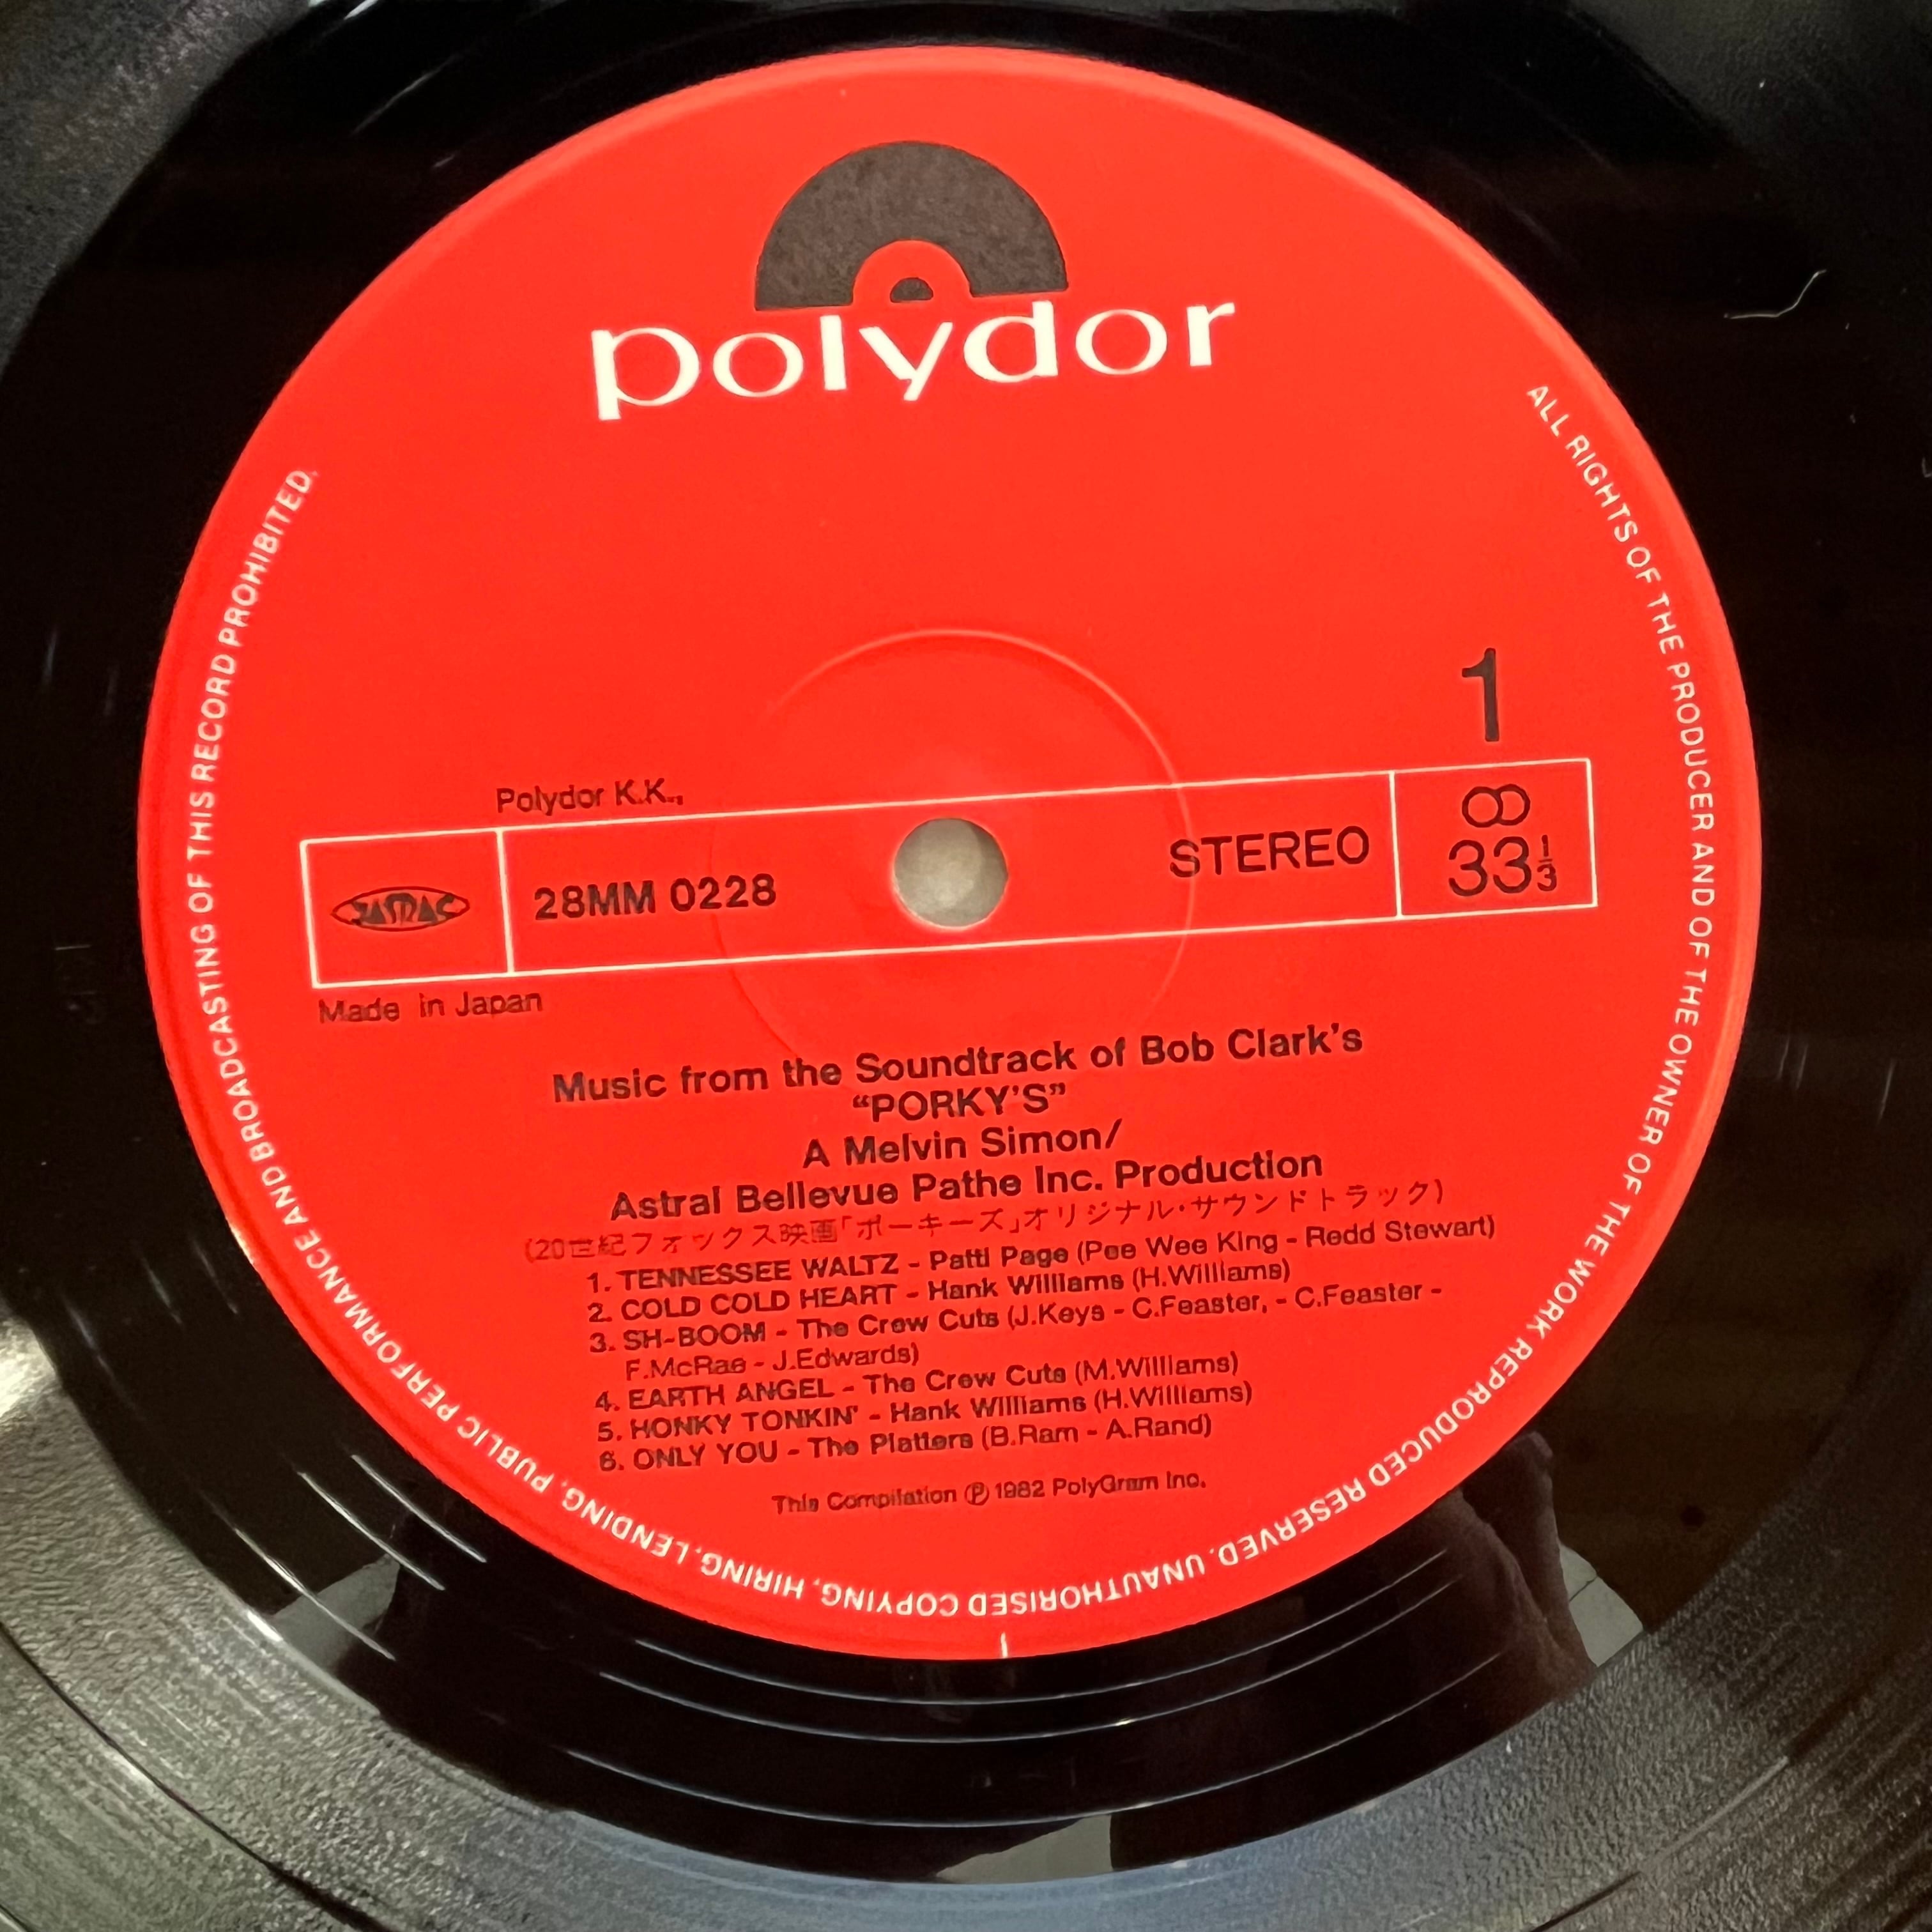 polydor
1
Polydor K.K.,
JASRAC
28MM 0228
STEREO
33 1/3
Made in Japan
Music from the Soundtrack of Bob Clark's
“PORKY'S”
A Melvin Simon/
Astral Bellevue Pathe Inc. Production
(20世紀フォックス映画「ポーキーズ」オリジナル・サウンドトラック)
1. TENNESSEE WALTZ - Patti Page (Pee Wee King - Redd Stewart)
2. COLD COLD HEART - Hank Williams (H.Williams)
3. SH-BOOM - The Crew Cuts (J.Keys - C.Feaster, - C.Feaster -
F.McRae - J.Edwards)
4. EARTH ANGEL - The Crew Cuts (M.Williams)
5. HONKY TONKIN' - Hank Williams (H.Williams)
6. ONLY YOU - The Platters (B.Ram - A.Rand)
This Compilation ℗ 1982 PolyGram Inc.
ALL RIGHTS OF THE PRODUCER AND OF THE OWNER OF THE WORK REPRODUCED RESERVED. UNAUTHORISED COPYING, HIRING, LENDING, PUBLIC PERFORMANCE AND BROADCASTING OF THIS RECORD PROHIBITED.